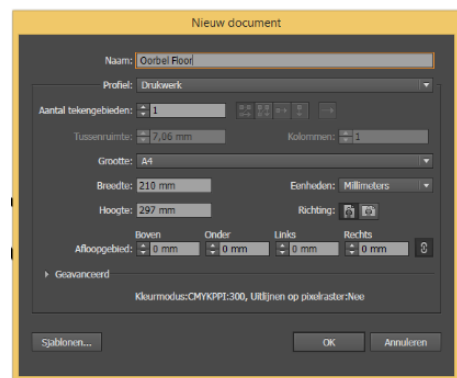 Nieuw document
Naam: Oorbel Floor
Profiel: Drukwerk
Aantal tekengebieden: 1
Tussenruimte: 7,06 mm Kolommen: 1
Grootte: A4
Breedte: 210 mm Eenheden: Millimeters
Hoogte: 297 mm Richting:
Boven Onder Links Rechts
Afloopgebied: 0 mm 0 mm 0 mm 0 mm
Geavanceerd
Kleurmodus:CMYKPPI:300, Uitlijnen op pixelraster:Nee
Sjablonen... OK Annuleren